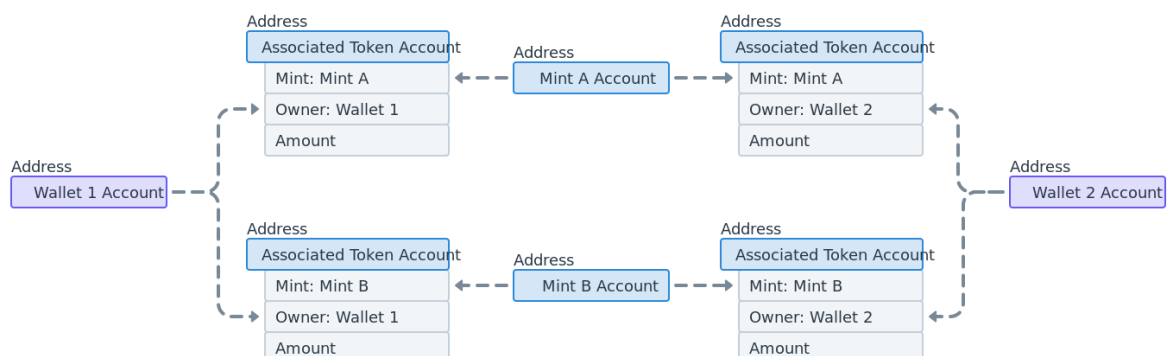 Address
Associated Token Account
Mint: Mint A
Owner: Wallet 1
Amount
Address
Mint A Account
Address
Associated Token Account
Mint: Mint A
Owner: Wallet 2
Amount
Address
Wallet 1 Account
Address
Wallet 2 Account
Address
Associated Token Account
Mint: Mint B
Owner: Wallet 1
Amount
Address
Mint B Account
Address
Associated Token Account
Mint: Mint B
Owner: Wallet 2
Amount